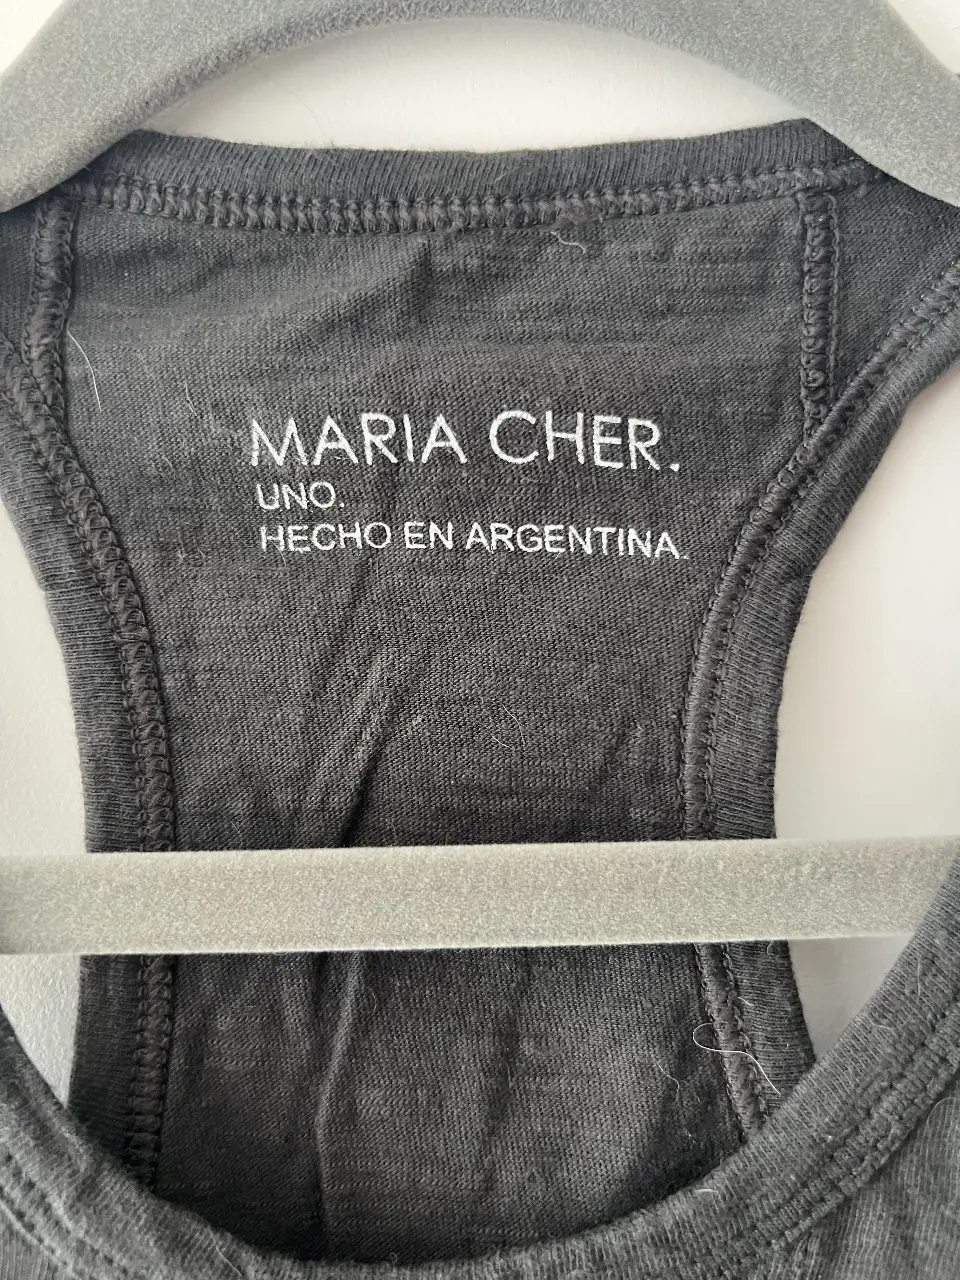 MARIA CHER.
UNO.
HECHO EN ARGENTINA.